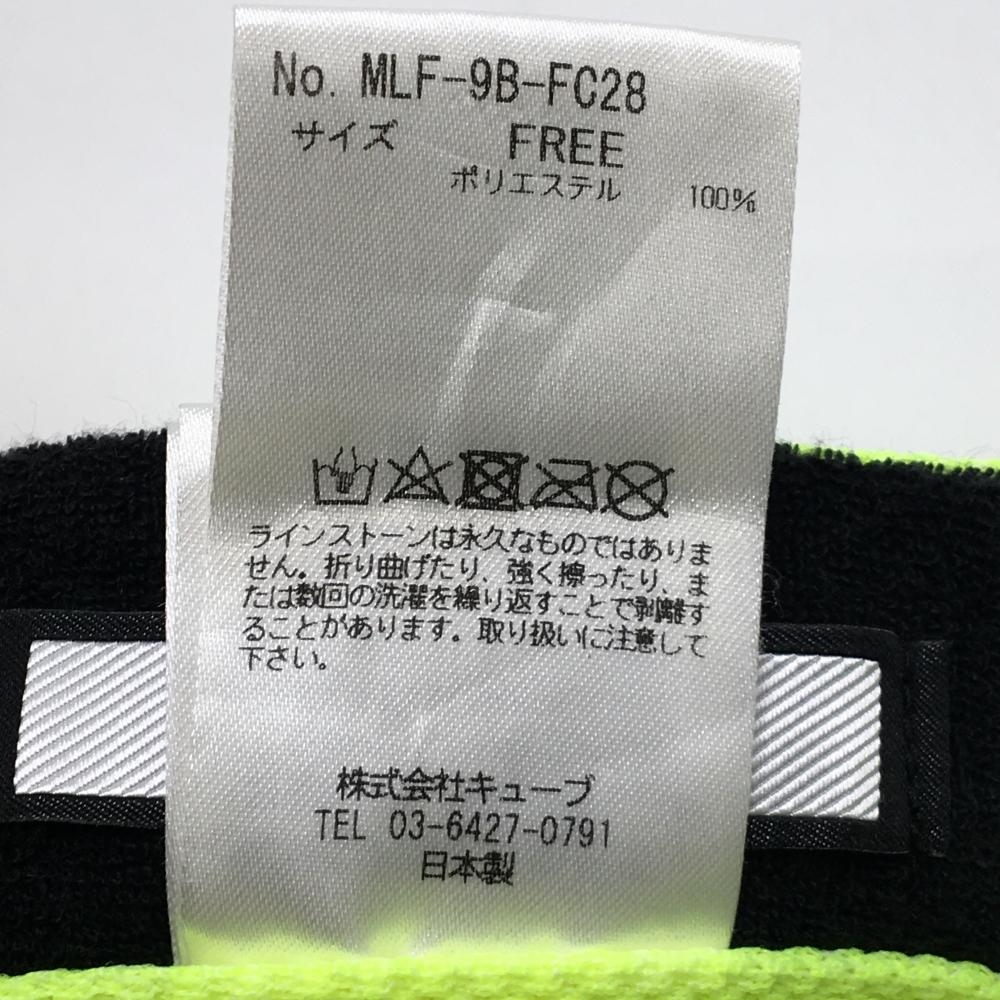 No. MLF-9B-FC28
サイズ FREE
ポリエステル 100%
ラインストーンは永久なものではありま
せん。折り曲げたり、強く擦ったり、ま
たは数回の洗濯を繰り返すことで剥離す
ることがあります。取り扱いに注意して
下さい。
株式会社キューブ
TEL 03-6427-0791
日本製